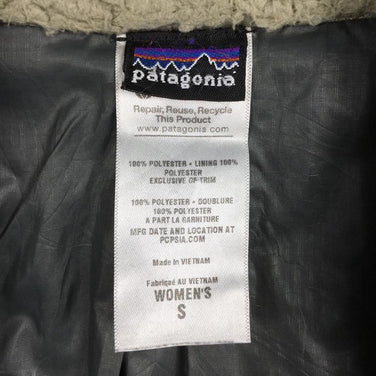 patagonia
Repair, Reuse, Recycle
This Product
www.patagonia.com
100% POLYESTER • LINING 100%
POLYESTER
EXCLUSIVE OF TRIM
100% POLYESTER • DOUBLURE
100% POLYESTER
A PART LA GARNITURE
MFG DATE AND LOCATION AT
PCPSIA.COM
Made in VIETNAM
Fabriqué AU VIETNAM
WOMEN'S
S